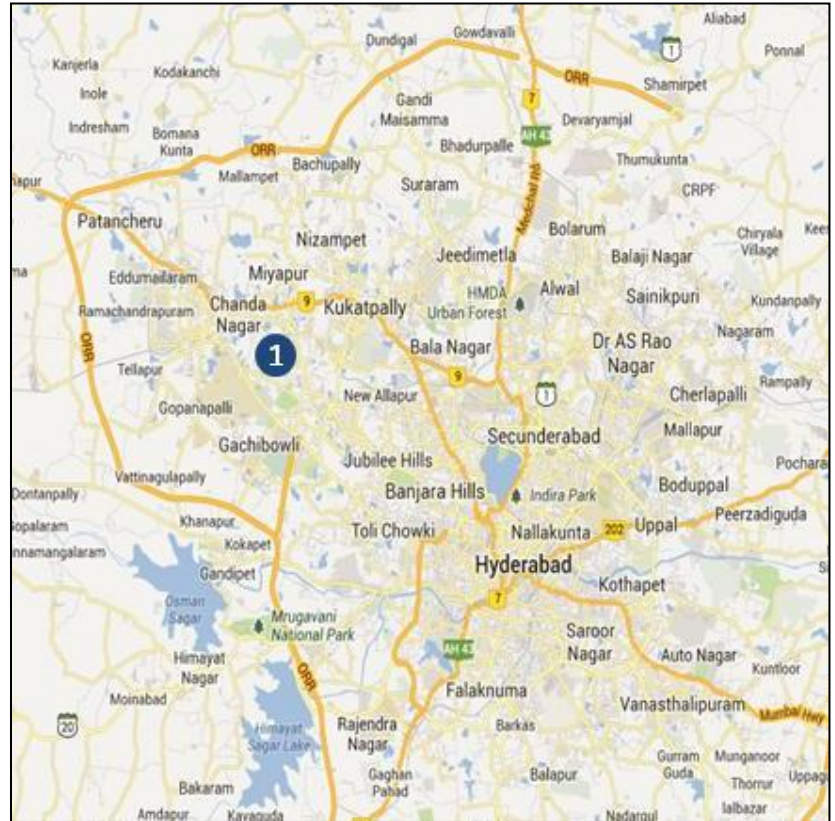 Aliabad
Gowdavalli
Dundigal
1
Ponnal
Kanjerla
Kodakanchi
ORR
Shamirpet
Inole
Gandi
Maisamma
7
Devaryamjal
Indresham
Bomana
Kunta
AH 43
Bhadurpalle
ORR
Bachupally
Thumukunta
Mallampet
Suraram
Medchal Rd
CRPF
Patancheru
Bolarum
Chiryala
Village
Nizampet
Jeedimetla
Balaji Nagar
Eddumailaram
Miyapur
HMDA
Urban Forest
Alwal
Sainikpuri
Kundanpally
Ramachandrapuram
Chanda
Nagar
9
Kukatpally
Nagaram
ORR
1
Bala Nagar
Dr AS Rao
Nagar
Tellapur
9
Rampally
New Allapur
1
Cherlapalli
Gopanapalli
Gachibowli
Secunderabad
Mallapur
Jubilee Hills
Vattinagulapally
Banjara Hills
Indira Park
Boduppal
Pochara
Dontanpally
Khanapur
Toli Chowki
Nallakunta
202
Uppal
Peerzadiguda
opalaram
Kokapet
nnamangalaram
Gandipet
Hyderabad
Kothapet
Osman
Sagar
7
Mrugavani
National Park
Saroor
Nagar
AH 43
Auto Nagar
Himayat
Nagar
Kuntloor
ORR
Falaknuma
Moinabad
Vanasthalipuram
Mumbai Hwy
20
Himayat
Sagar Lake
Rajendra
Nagar
Barkas
Gurram
Guda
Munganoor
Bakaram
Gaghan
Pahad
Balapur
Thorrur
Uppag
Amdapur
Kavaguda
Nadargul
lalbazar